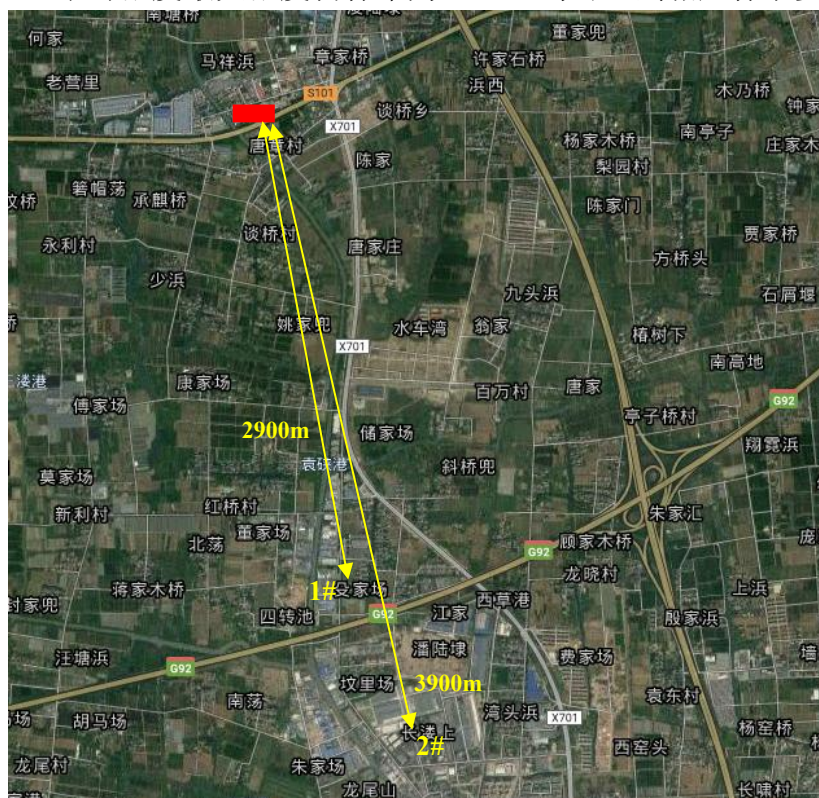 南塘桥
董家兜
何家
马祥浜
章家桥
许家石桥
老营里
浜西
木乃桥
S101
谈桥乡
钟家
X701
南亭子
唐章村
杨家木桥
庄家木
陈家
梨园村
箬帽荡
承麒桥
陈家门
坟桥
谈桥村
贾家桥
永利村
唐家庄
方桥头
少浜
九头浜
石屑堰
姚家兜
水车湾
翁家
椿树下
X701
南高地
康家场
百万村
唐家
傅家场
G92
2900m
储家场
亭子桥村
翔霓浜
袁硖港
斜桥兜
莫家场
红桥村
新利村
朱家汇
董家场
北荡
顾家木桥
G92
龙晓村
蒋家木桥
1#
上浜
封家兜
四转池
G92
江家
西草港
殷家浜
汪塘浜
潘陆埭
费家场
墙
G92
坟里场
3900m
袁东村
南荡
湾头浜
X701
场
胡马场
杨窑桥
2#
西窑头
龙尾村
朱家场
龙尾山
长啸村